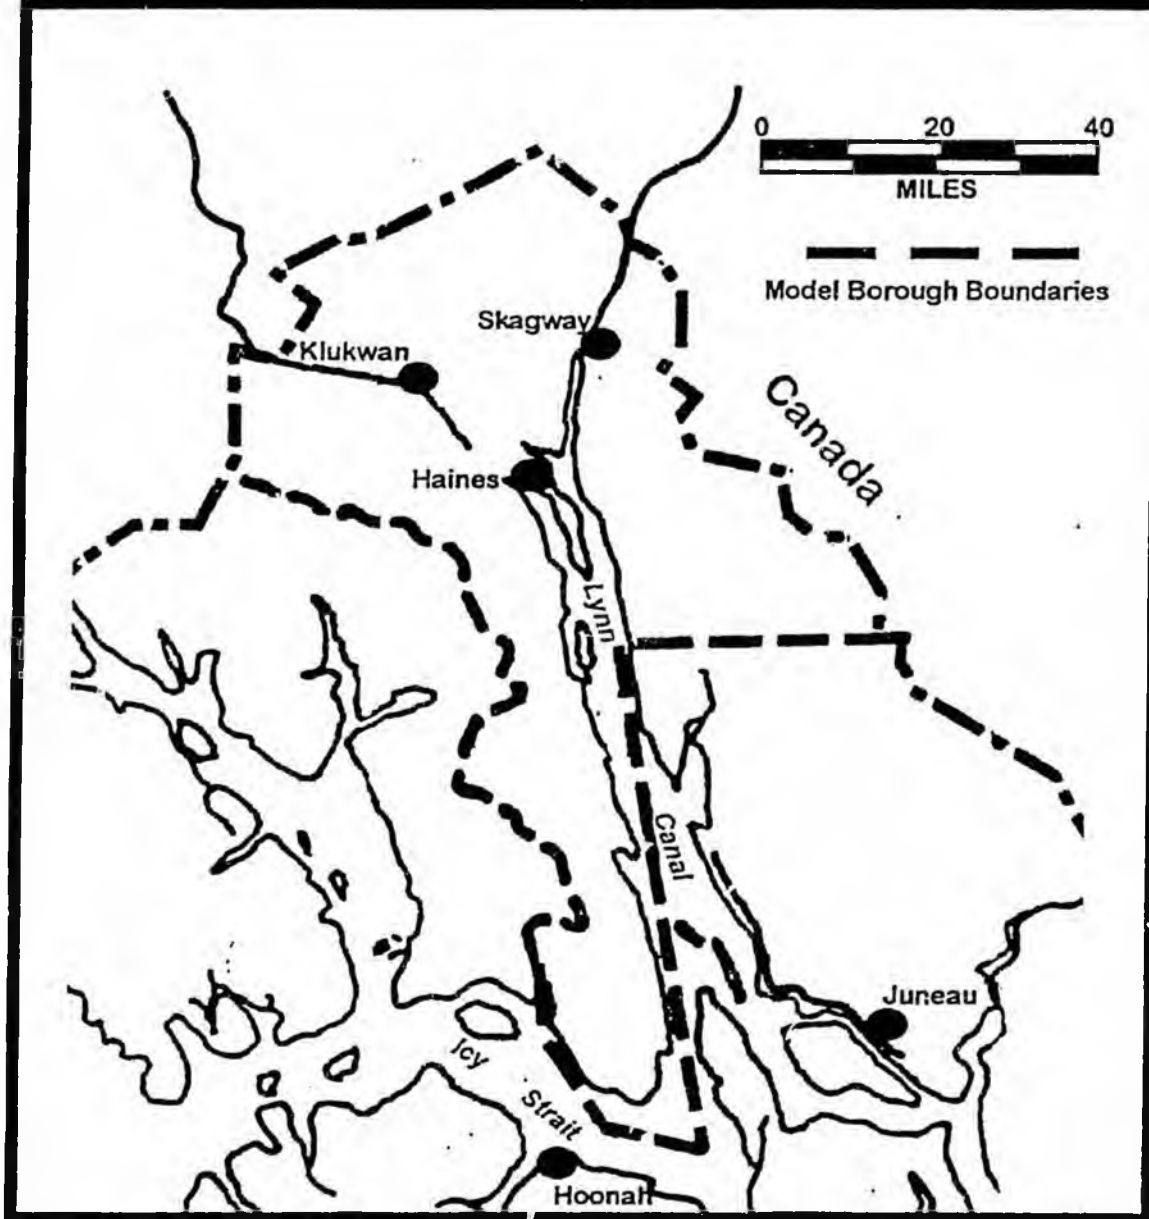 0 20 40
MILES
Model Borough Boundaries
Skagway
Klukwan
Canada
Haines
Lynn
Canal
Juneau
Icy
Strait
Hoonah